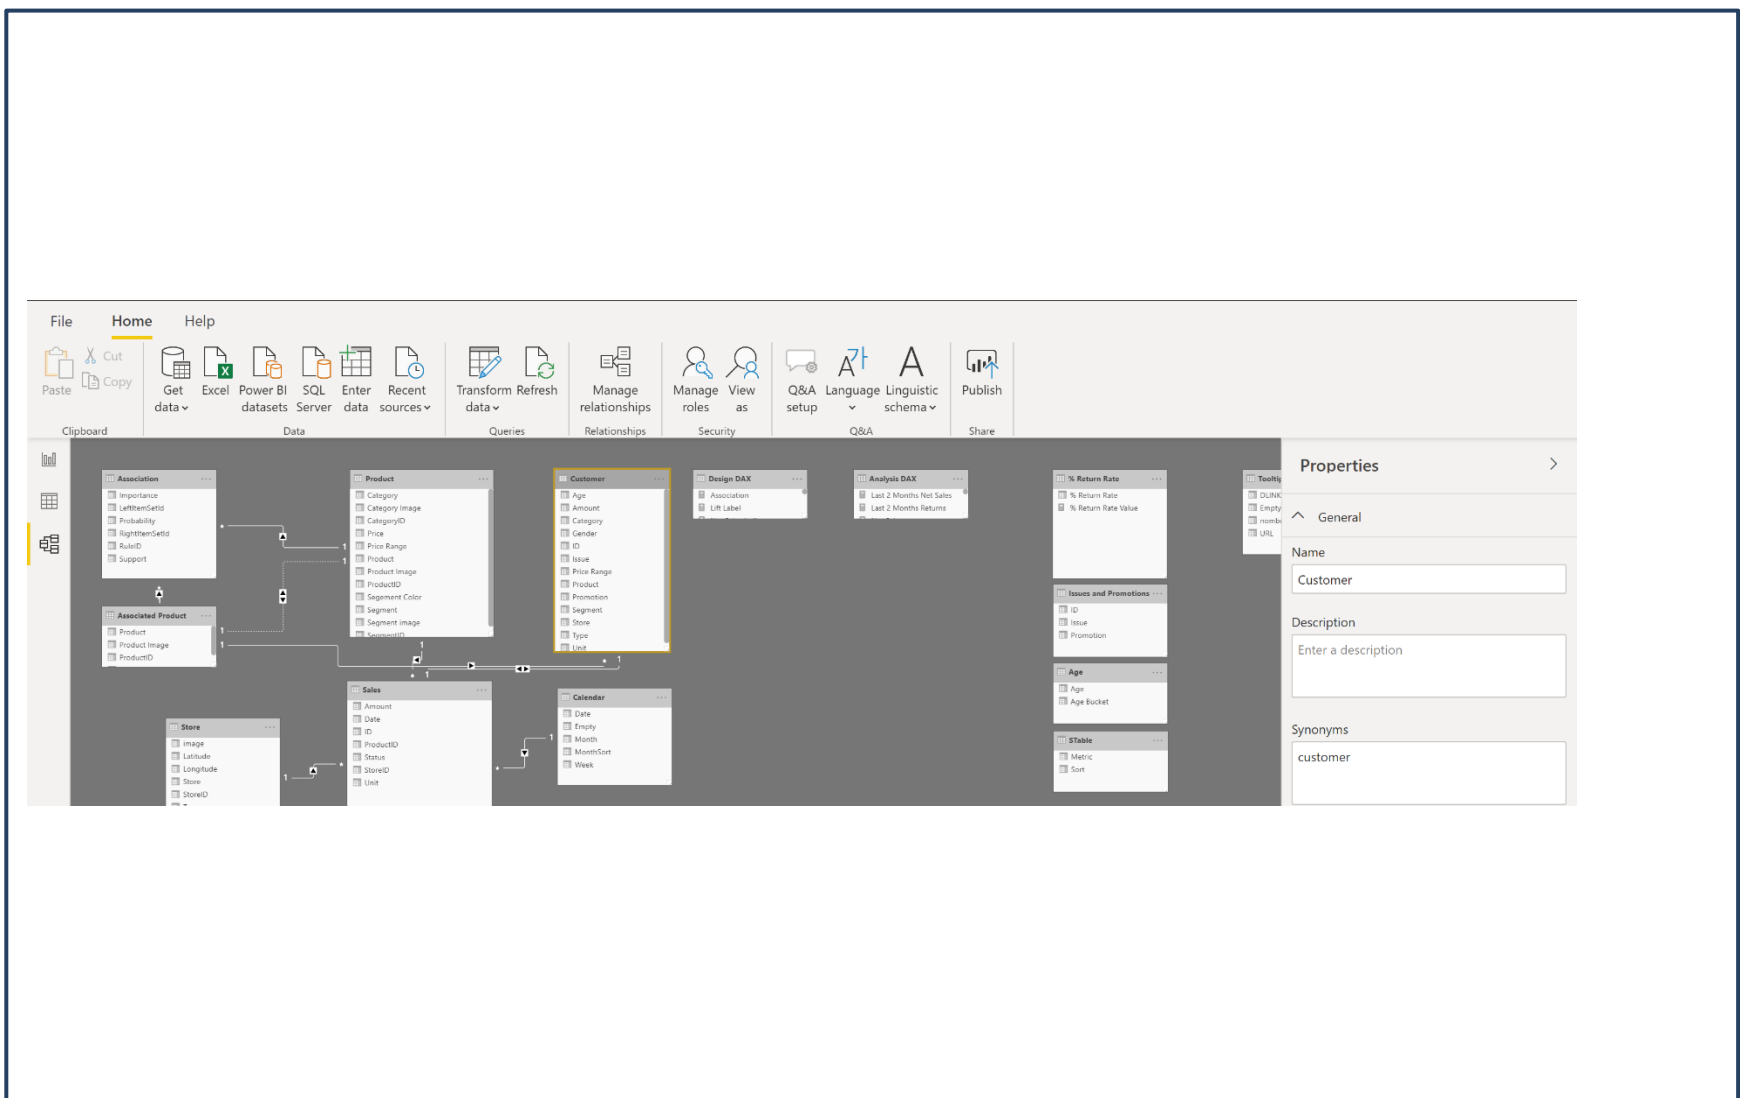 File Home Help
Paste
Cut
Copy
Get data
Excel
Power BI datasets
SQL Server
Enter data
Recent sources
Transform data
Refresh
Manage relationships
Manage roles
View as
Q&A setup
Language
Linguistic schema
Publish
Clipboard Data Queries Relationships Security Q&A Share
Association
Importance
LeftItemSetId
Probability
RightItemSetId
RuleID
Support
Associated Product
Product
Product Image
ProductID
Product
Category
Category Image
CategoryID
Price
Price Range
Product
Product Image
ProductID
Segement Color
Segment
Segment image
SegmentID
Customer
Age
Amount
Category
Gender
ID
Issue
Price Range
Product
Promotion
Segment
Store
Type
Unit
Design DAX
Association
Lift Label
Analysis DAX
Last 2 Months Net Sales
Last 2 Months Returns
% Return Rate
% Return Rate
% Return Rate Value
Issues and Promotions
ID
Issue
Promotion
Age
Age
Age Bucket
STable
Metric
Sort
Tooltip
DLINK
Empty
nomb
URL
Store
image
Latitude
Longitude
Store
StoreID
Sales
Amount
Date
ID
ProductID
Status
StoreID
Unit
Calendar
Date
Empty
Month
MonthSort
Week
Properties
General
Name
Customer
Description
Enter a description
Synonyms
customer